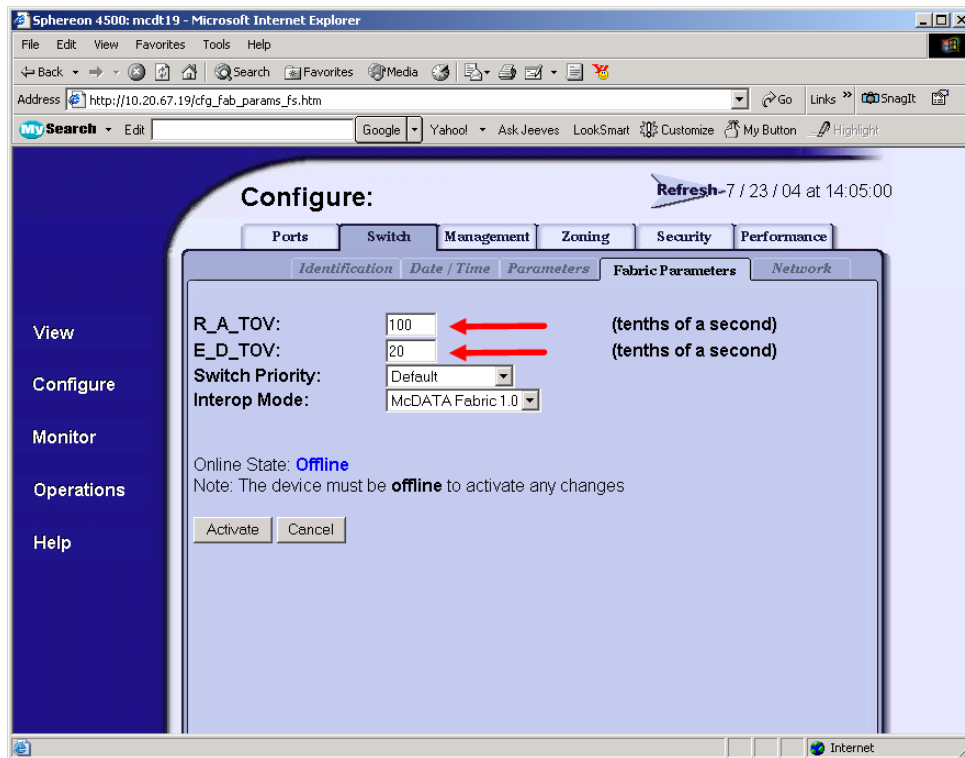 Sphereon 4500: mcdt19 - Microsoft Internet Explorer
File Edit View Favorites Tools Help
Back Search Favorites Media
Address http://10.20.67.19/cfg_fab_params_fs.htm Go Links » SnagIt
My Search Edit Google Yahoo! Ask Jeeves LookSmart Customize My Button Highlight
Configure: Refresh 7 / 23 / 04 at 14:05:00
Ports Switch Management Zoning Security Performance
Identification Date / Time Parameters Fabric Parameters Network
R_A_TOV: 100 (tenths of a second)
E_D_TOV: 20 (tenths of a second)
Switch Priority: Default
Interop Mode: McDATA Fabric 1.0
Online State: Offline
Note: The device must be offline to activate any changes
Activate Cancel
View
Configure
Monitor
Operations
Help
Internet